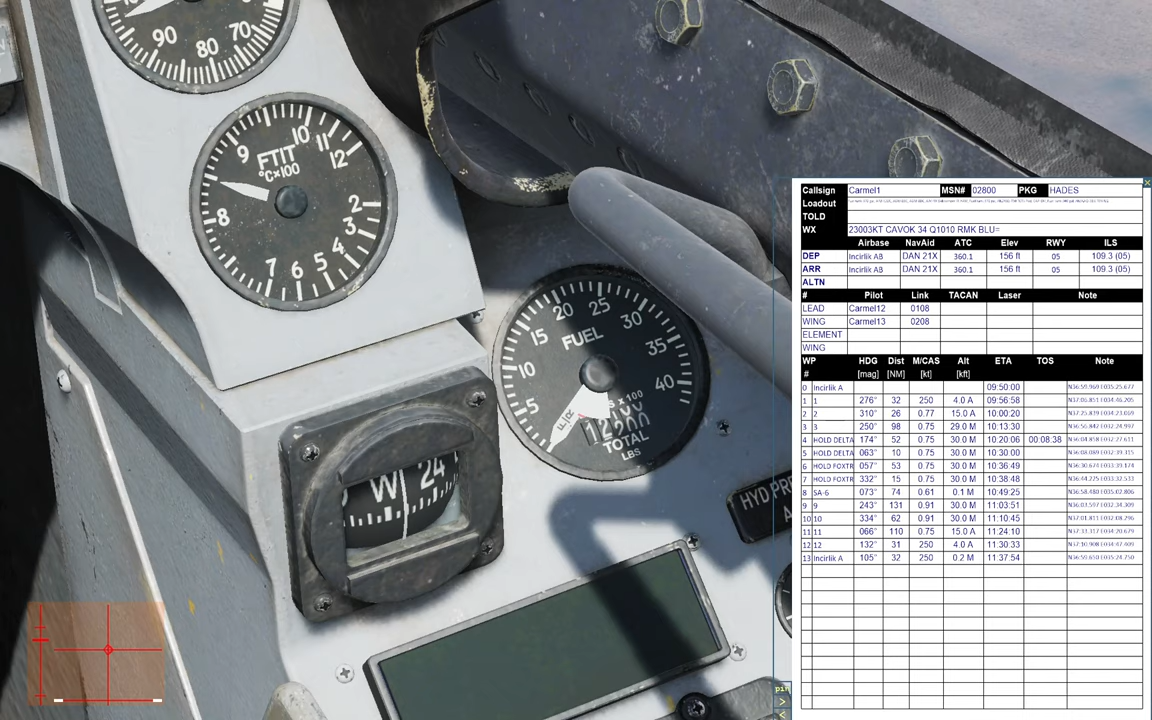 90
80
70
FTIT
°C×100
8
9
10
11
12
2
3
4
5
6
7
FUEL
5
10
15
20
25
30
35
40
F/R
TOTAL
LBS
W 24
pin
>
<
Callsign Carmel1 MSN# 02800 PKG HADES
Loadout
TOLD
WX 23003KT CAVOK 34 Q1010 RMK BLU=
Airbase NavAid ATC Elev RWY ILS
DEP Incirlik AB DAN 21X 360.1 156 ft 05 109.3 (05)
ARR Incirlik AB DAN 21X 360.1 156 ft 05 109.3 (05)
ALTN
# Pilot Link TACAN Laser Note
LEAD Carmel12 0108
WING Carmel13 0208
ELEMENT
WING
WP HDG Dist M/CAS Alt ETA TOS Note
# [mag] [NM] [kt] [kft]
0 Incirlik A 09:50:00 N36:59.969 E035:25.677
1 1 276° 32 250 4.0 A 09:56:58
2 2 310° 26 0.77 15.0 A 10:00:20
3 3 250° 98 0.75 29.0 M 10:13:30
4 HOLD DELTA 174° 52 0.75 30.0 M 10:20:06 00:08:38
5 HOLD DELTA 063° 10 0.75 30.0 M 10:30:00
6 HOLD FOXTR 057° 53 0.75 30.0 M 10:36:49
7 HOLD FOXTR 332° 15 0.75 30.0 M 10:38:48
8 SA-6 073° 74 0.61 0.1 M 10:49:25
9 9 243° 131 0.91 30.0 M 11:03:51
10 10 334° 62 0.91 30.0 M 11:10:45
11 11 066° 110 0.75 15.0 A 11:24:10
12 12 132° 31 250 4.0 A 11:30:33
13 Incirlik A 105° 32 250 0.2 M 11:37:54